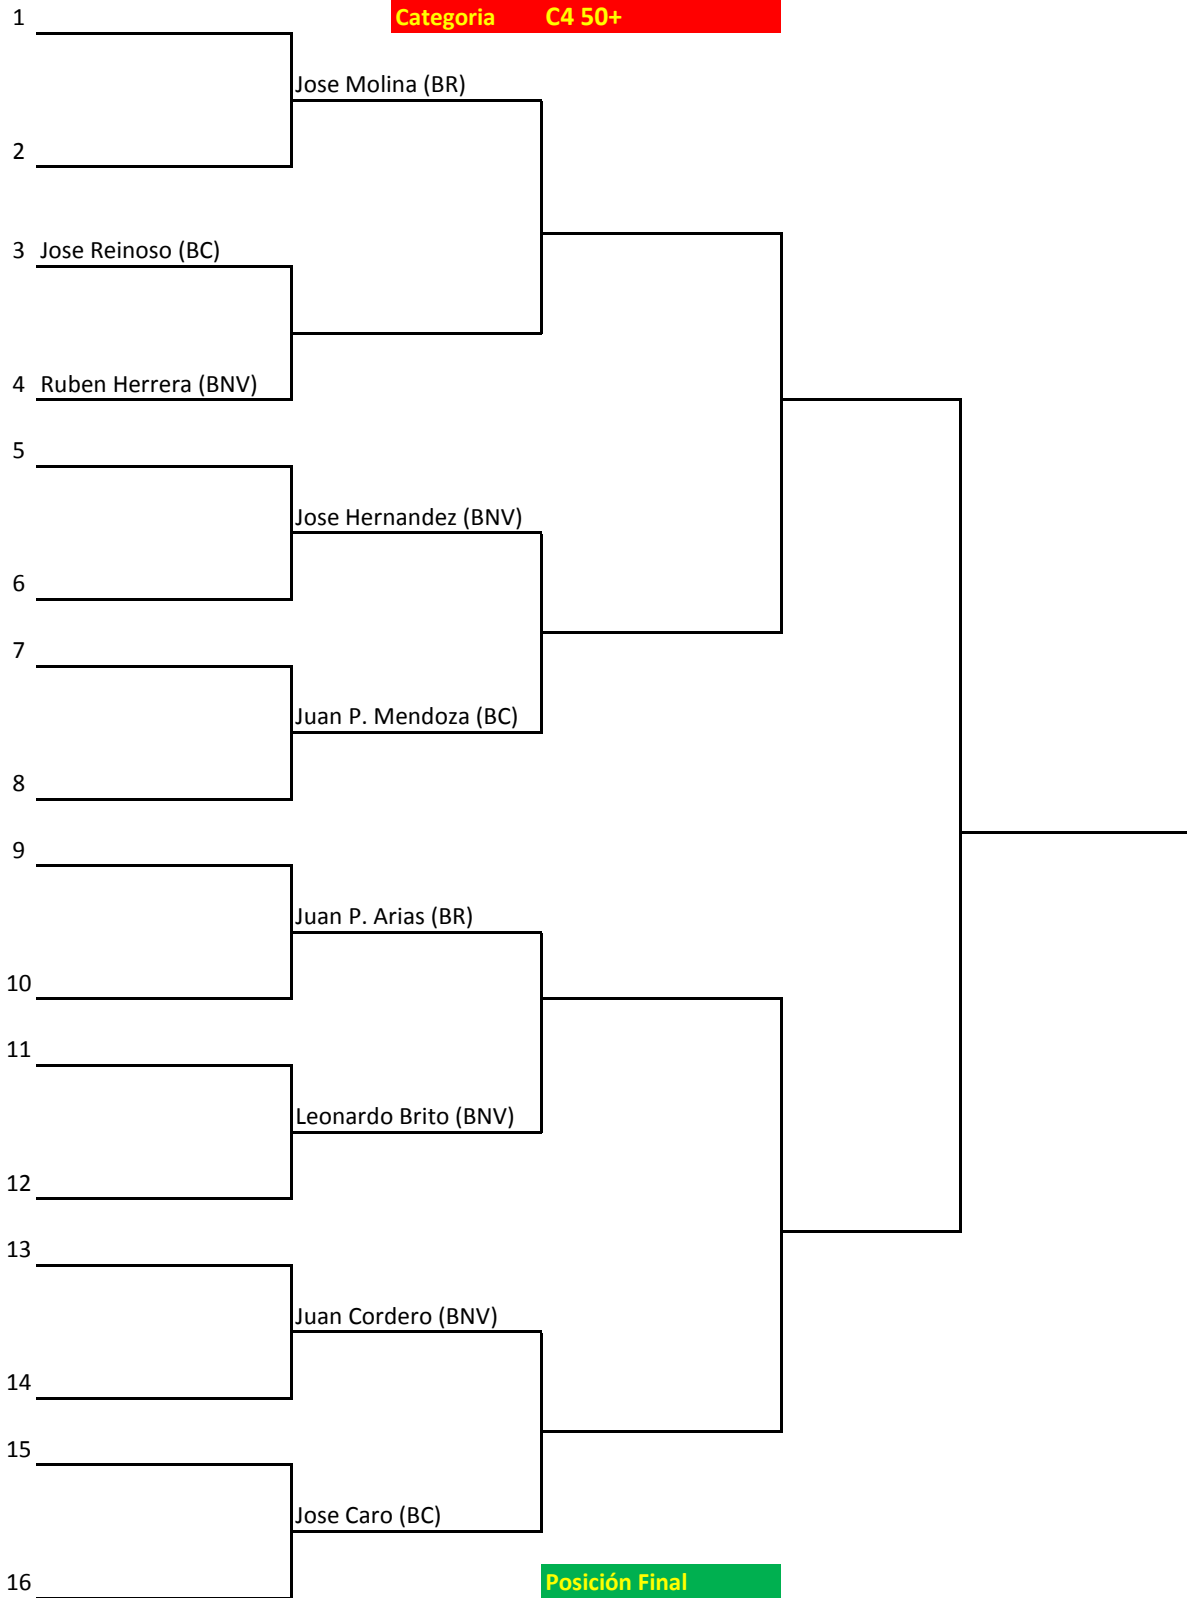 1
Categoria C4 50+
Jose Molina (BR)
2
3 Jose Reinoso (BC)
4 Ruben Herrera (BNV)
5
Jose Hernandez (BNV)
6
7
Juan P. Mendoza (BC)
8
9
Juan P. Arias (BR)
10
11
Leonardo Brito (BNV)
12
13
Juan Cordero (BNV)
14
15
Jose Caro (BC)
16
Posición Final